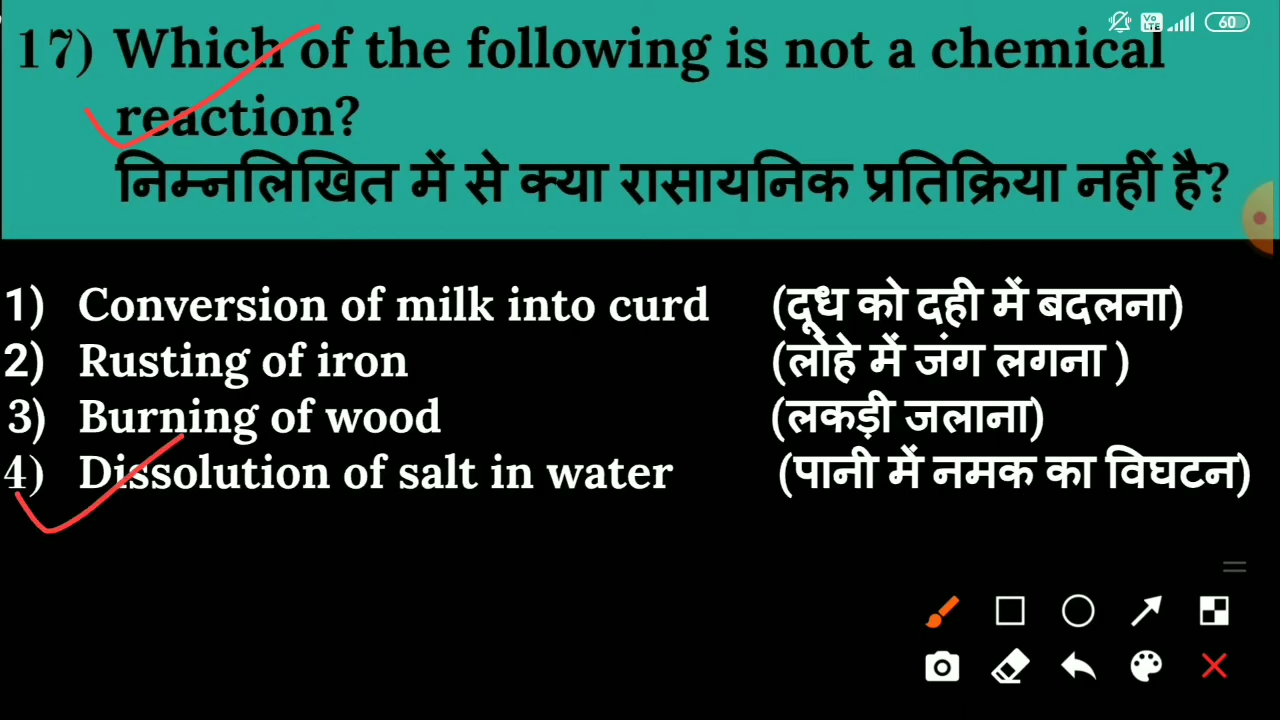 Vo
LTE
60
17) Which of the following is not a chemical
reaction?
निम्नलिखित में से क्या रासायनिक प्रतिक्रिया नहीं है?
1) Conversion of milk into curd (दूध को दही में बदलना)
2) Rusting of iron (लोहे में जंग लगना )
3) Burning of wood (लकड़ी जलाना)
4) Dissolution of salt in water (पानी में नमक का विघटन)